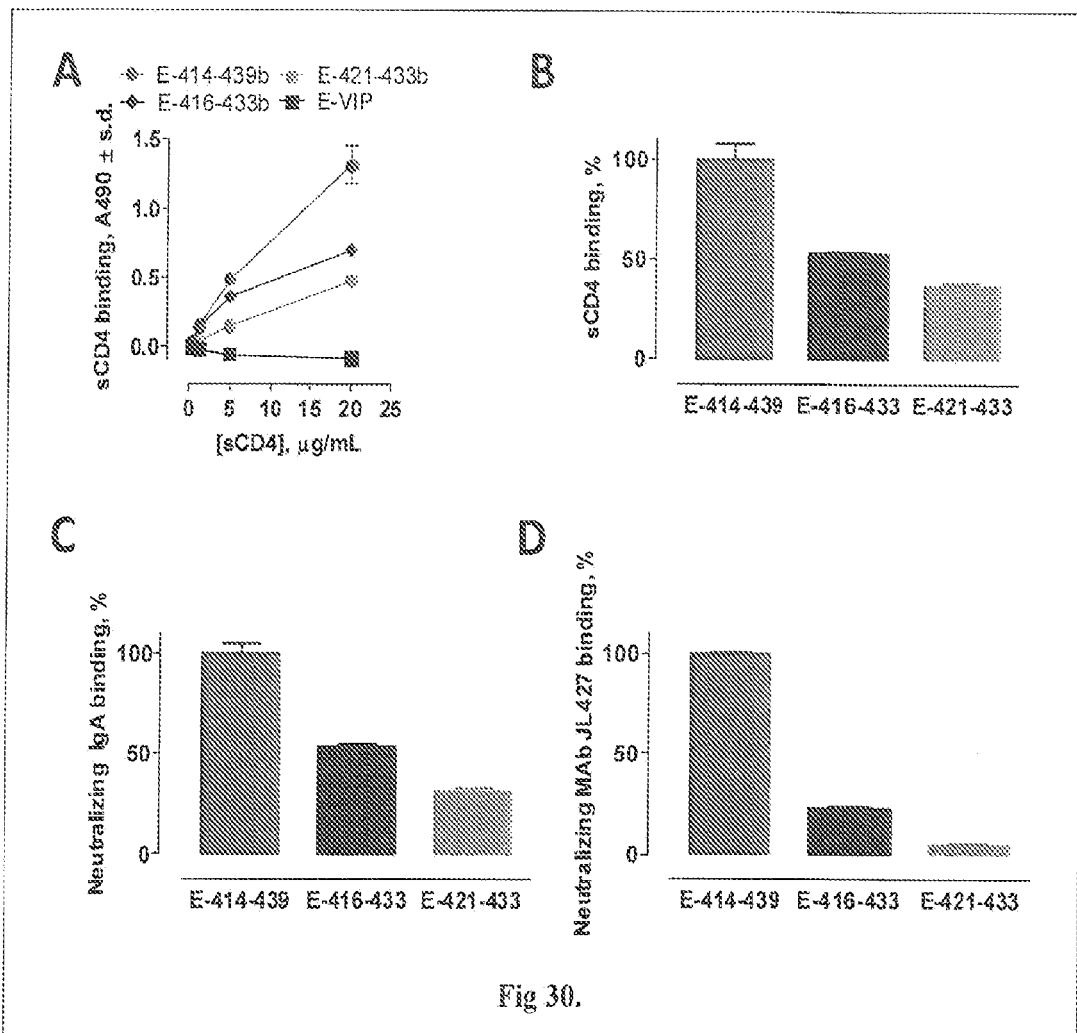 A
E-414-439b E-421-433b
E-416-433b E-VIP
sCD4 binding, A490 ± s.d.
1.5
1.0
0.5
0.0
0 5 10 15 20 25
[sCD4], µg/mL
B
sCD4 binding, %
100
50
0
E-414-439 E-416-433 E-421-433
C
Neutralizing IgA binding, %
100
50
0
E-414-439 E-416-433 E-421-433
D
Neutralizing MAb JL427 binding, %
100
50
0
E-414-439 E-416-433 E-421-433
Fig 30.